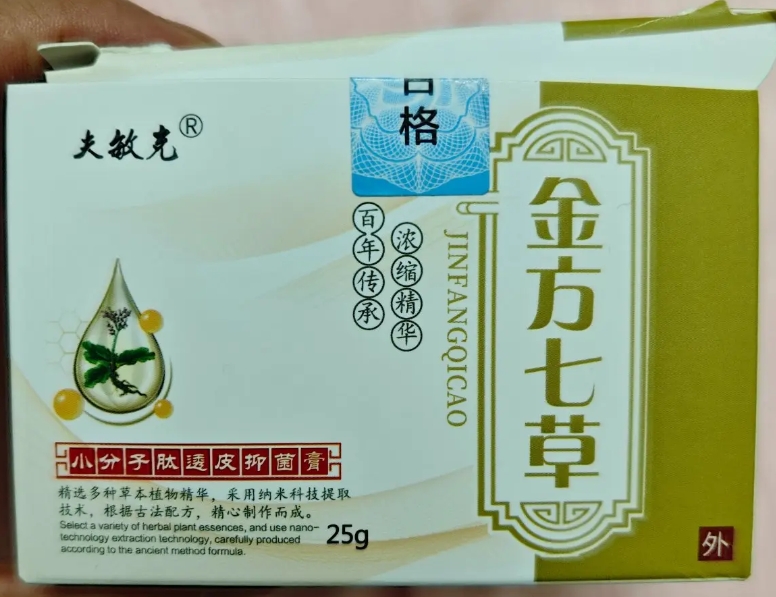 夫敏克®
合格
百年传承
浓缩精华
JINFANGQICAO
金方七草
小分子肽透皮抑菌膏
精选多种草本植物精华，采用纳米科技提取
技术，根据古法配方，精心制作而成。
Select a variety of herbal plant essences, and use nano-
technology extraction technology, carefully produced
according to the ancient method formula.
25g
外